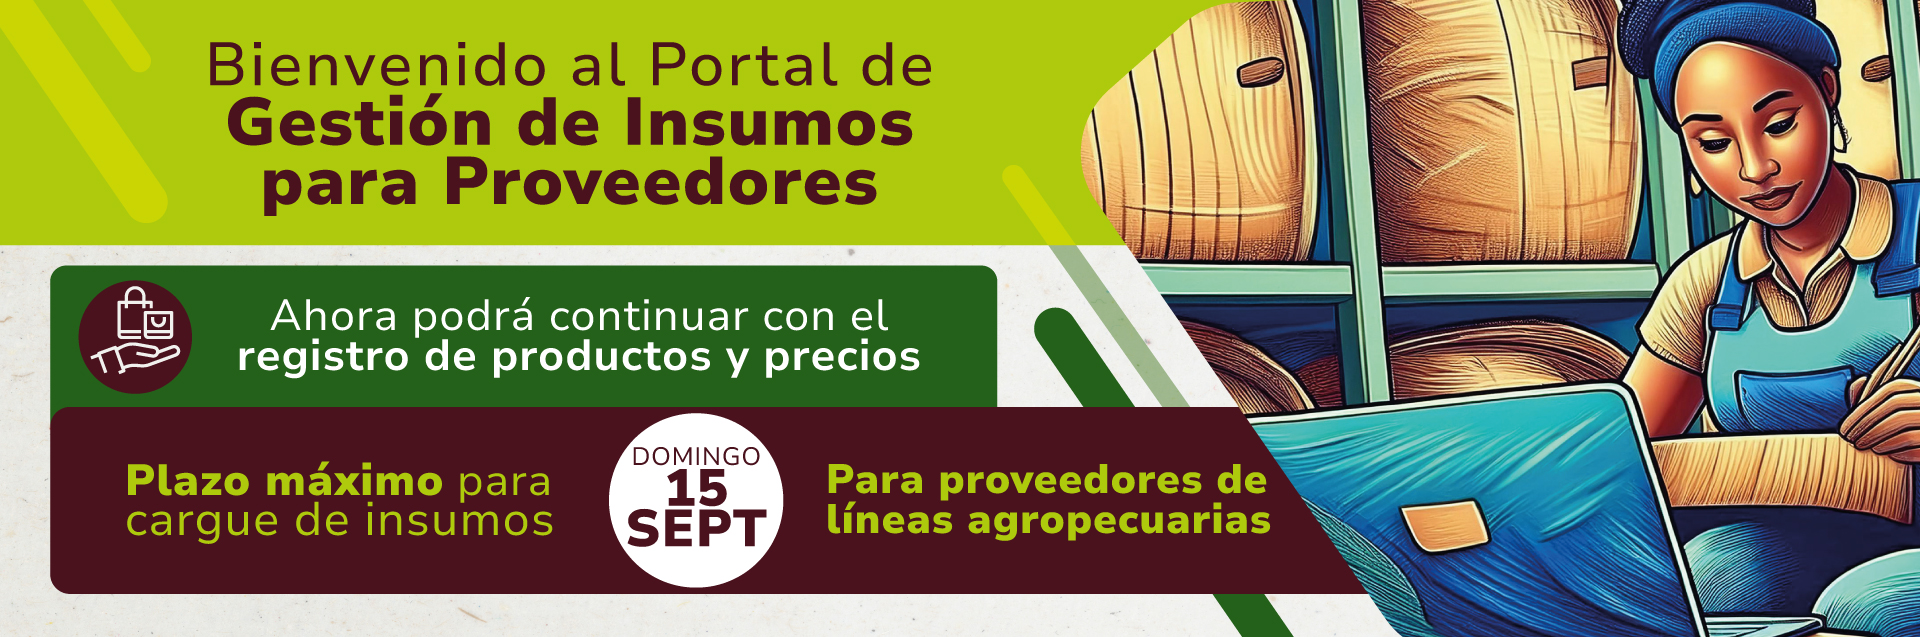 Bienvenido al Portal de
Gestión de Insumos
para Proveedores
Ahora podrá continuar con el
registro de productos y precios
Plazo máximo para
cargue de insumos
DOMINGO
15
SEPT
Para proveedores de
líneas agropecuarias